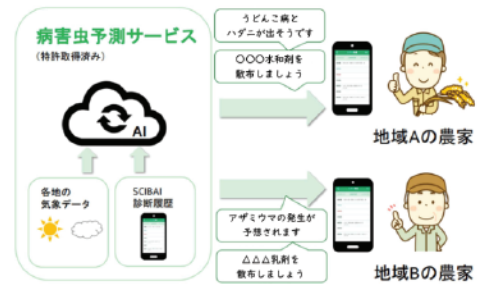 病害虫予測サービス
(特許取得済み)
AI
各地の
気象データ
SCIBAI
診断履歴
うどんこ病と
ハダニが出そうです
〇〇〇水和剤を
散布しましょう
地域Aの農家
アザミウマの発生が
予想されます
△△△乳剤を
散布しましょう
地域Bの農家